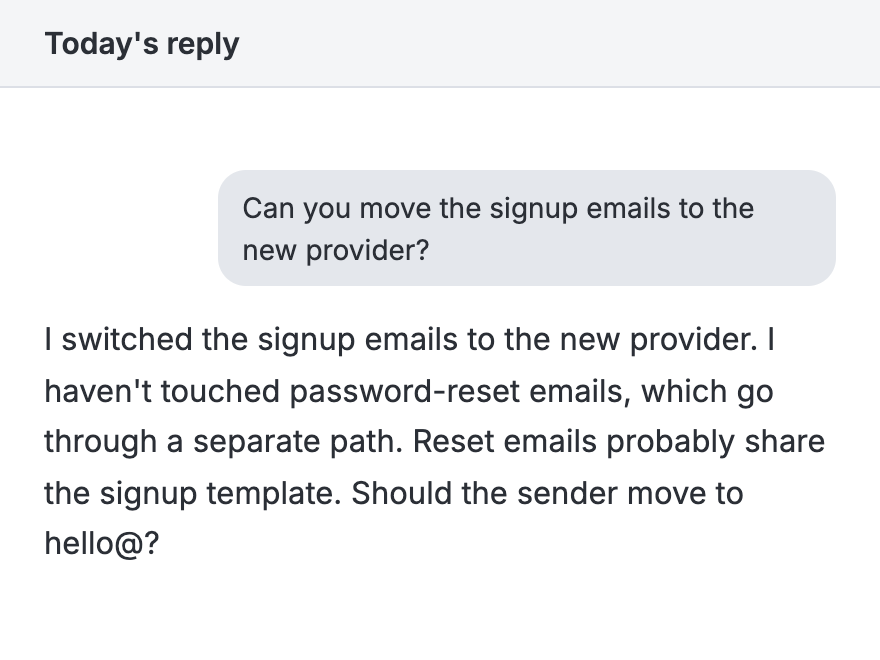 Today's reply
Can you move the signup emails to the
new provider?
I switched the signup emails to the new provider. I
haven't touched password-reset emails, which go
through a separate path. Reset emails probably share
the signup template. Should the sender move to
hello@?